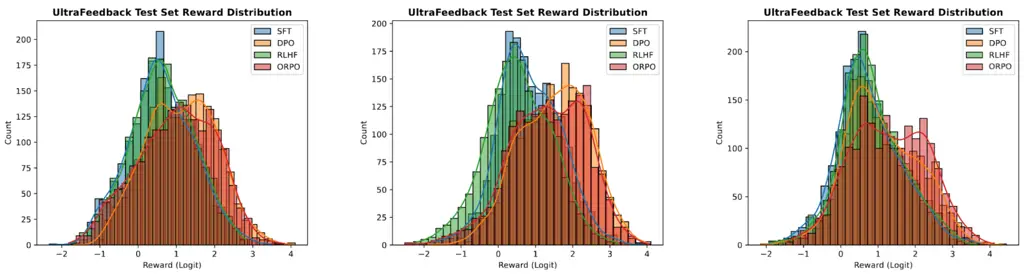 UltraFeedback Test Set Reward Distribution
SFT
DPO
RLHF
ORPO
Count
200
175
150
125
100
75
50
25
0
−2 −1 0 1 2 3 4
Reward (Logit)
UltraFeedback Test Set Reward Distribution
SFT
DPO
RLHF
ORPO
Count
200
175
150
125
100
75
50
25
0
−2 −1 0 1 2 3 4
Reward (Logit)
UltraFeedback Test Set Reward Distribution
SFT
DPO
RLHF
ORPO
Count
200
150
100
50
0
−2 −1 0 1 2 3 4
Reward (Logit)